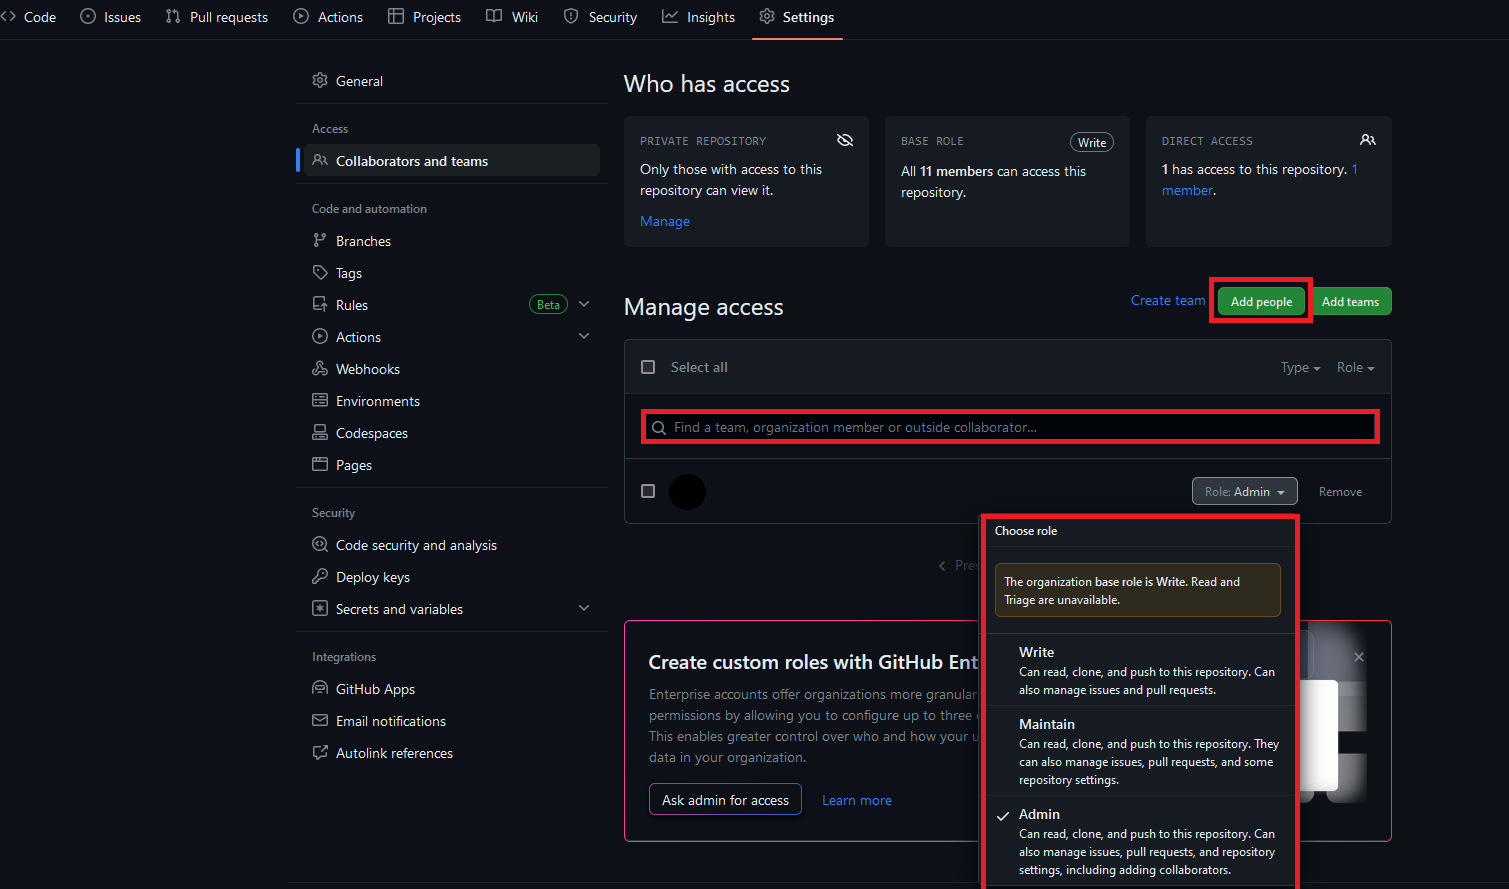 Code
Issues
Pull requests
Actions
Projects
Wiki
Security
Insights
Settings
General
Access
Collaborators and teams
Code and automation
Branches
Tags
Rules Beta
Actions
Webhooks
Environments
Codespaces
Pages
Security
Code security and analysis
Deploy keys
Secrets and variables
Integrations
GitHub Apps
Email notifications
Autolink references
Who has access
PRIVATE REPOSITORY
Only those with access to this
repository can view it.
Manage
BASE ROLE Write
All 11 members can access this
repository.
DIRECT ACCESS
1 has access to this repository. 1
member.
Manage access
Create team
Add people
Add teams
Select all
Type
Role
Find a team, organization member or outside collaborator...
Role: Admin
Remove
Prev
Choose role
The organization base role is Write. Read and
Triage are unavailable.
Write
Can read, clone, and push to this repository. Can
also manage issues and pull requests.
Maintain
Can read, clone, and push to this repository. They
can also manage issues, pull requests, and some
repository settings.
Admin
Can read, clone, and push to this repository. Can
also manage issues, pull requests, and repository
settings, including adding collaborators.
Create custom roles with GitHub Ent
Enterprise accounts offer organizations more granular
permissions by allowing you to configure up to three
This enables greater control over who and how your u
data in your organization.
Ask admin for access
Learn more